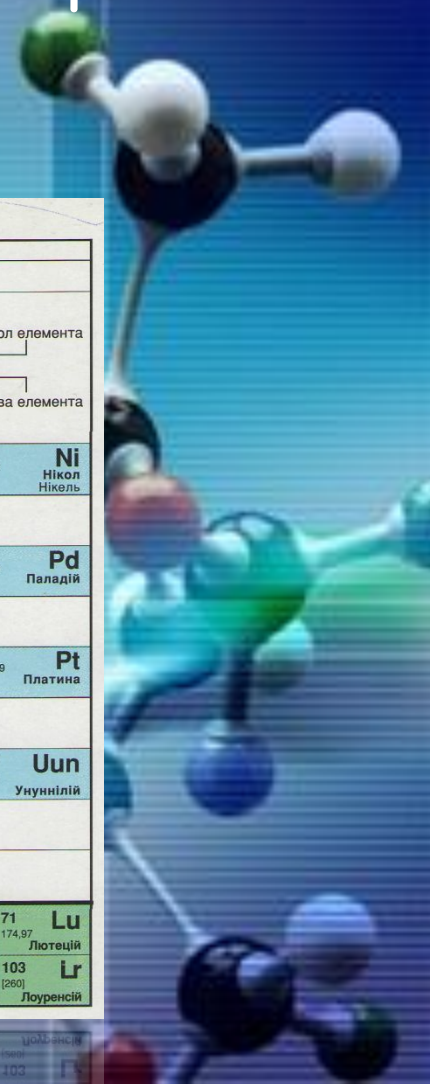 ол елемента
ва елемента
Ni
Нікол
Нікель
Pd
Паладій
9 Pt
Платина
Uun
Унуннілій
71 Lu
174,97
Лютецій
103 Lr
[260]
Лоуренсій